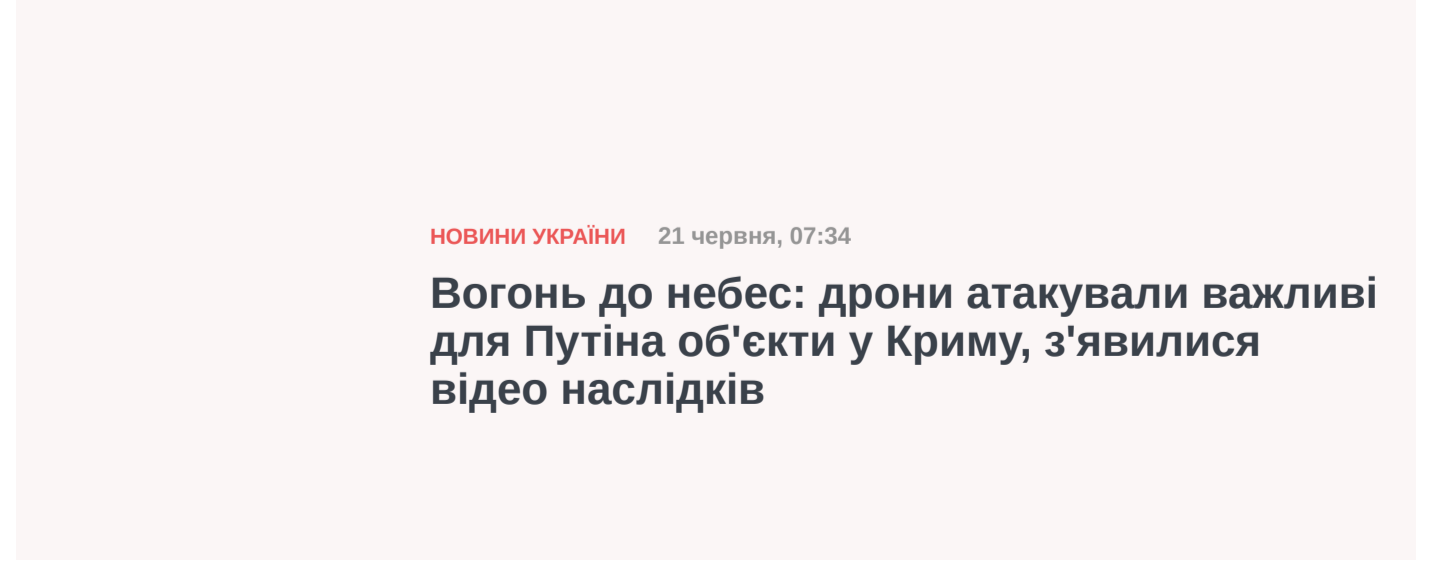 НОВИНИ УКРАЇНИ 21 червня, 07:34
Вогонь до небес: дрони атакували важливі
для Путіна об'єкти у Криму, з'явилися
відео наслідків